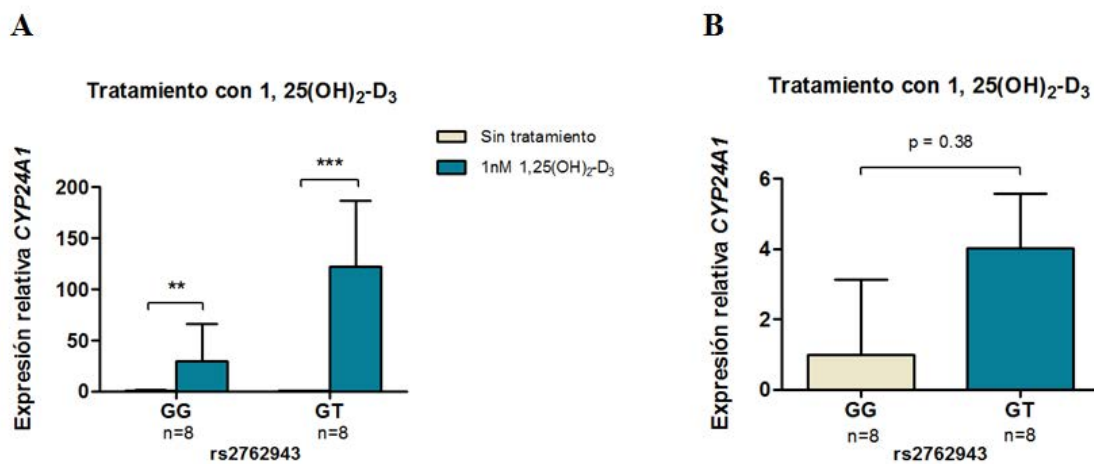 A
Tratamiento con 1, 25(OH)₂-D₃
Sin tratamiento
1nM 1,25(OH)₂-D₃
Expresión relativa CYP24A1
200
150
100
50
0
**
***
GG
GT
n=8
n=8
rs2762943
B
Tratamiento con 1, 25(OH)₂-D₃
p = 0.38
Expresión relativa CYP24A1
6
4
2
0
GG
GT
n=8
n=8
rs2762943